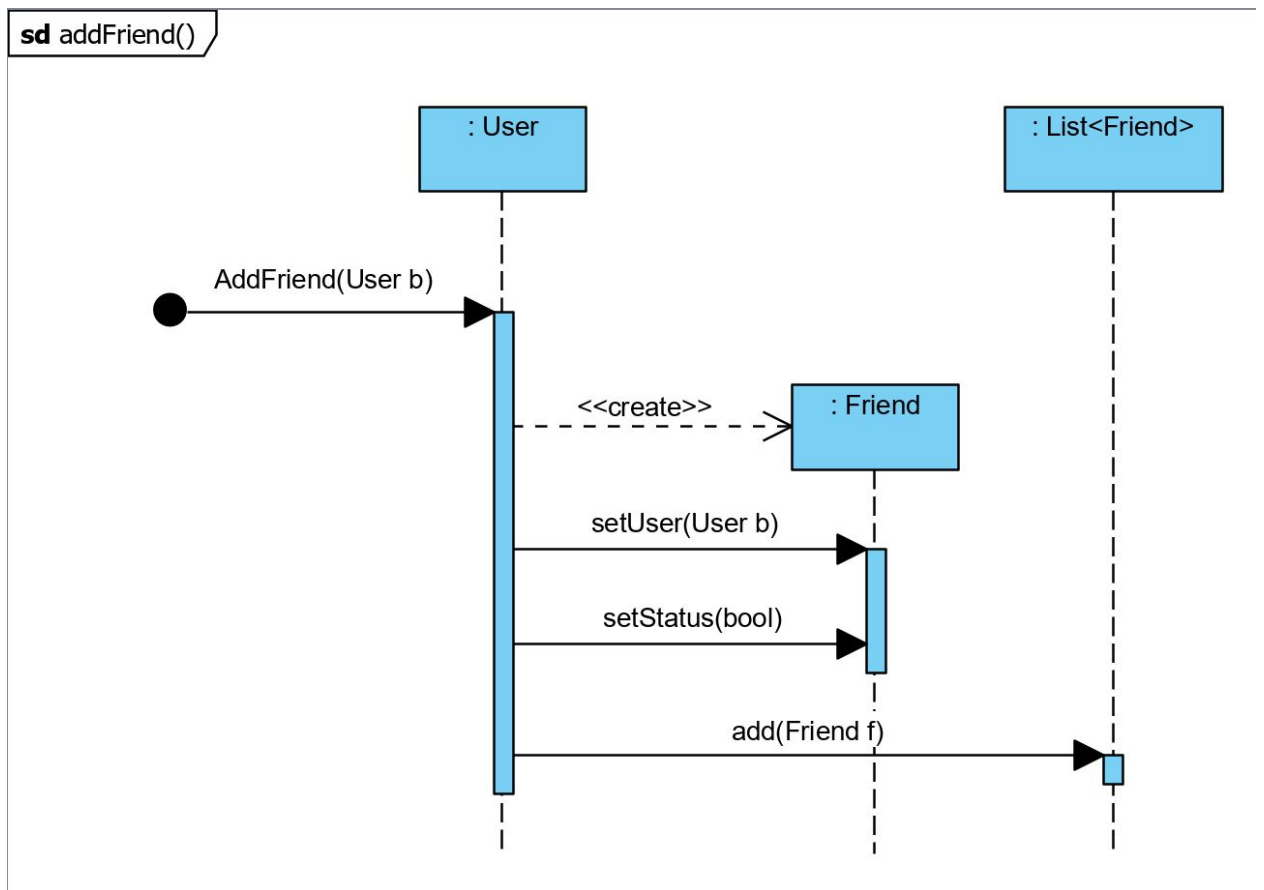 sd addFriend()
: User
: List<Friend>
AddFriend(User b)
<<create>>
: Friend
setUser(User b)
setStatus(bool)
add(Friend f)